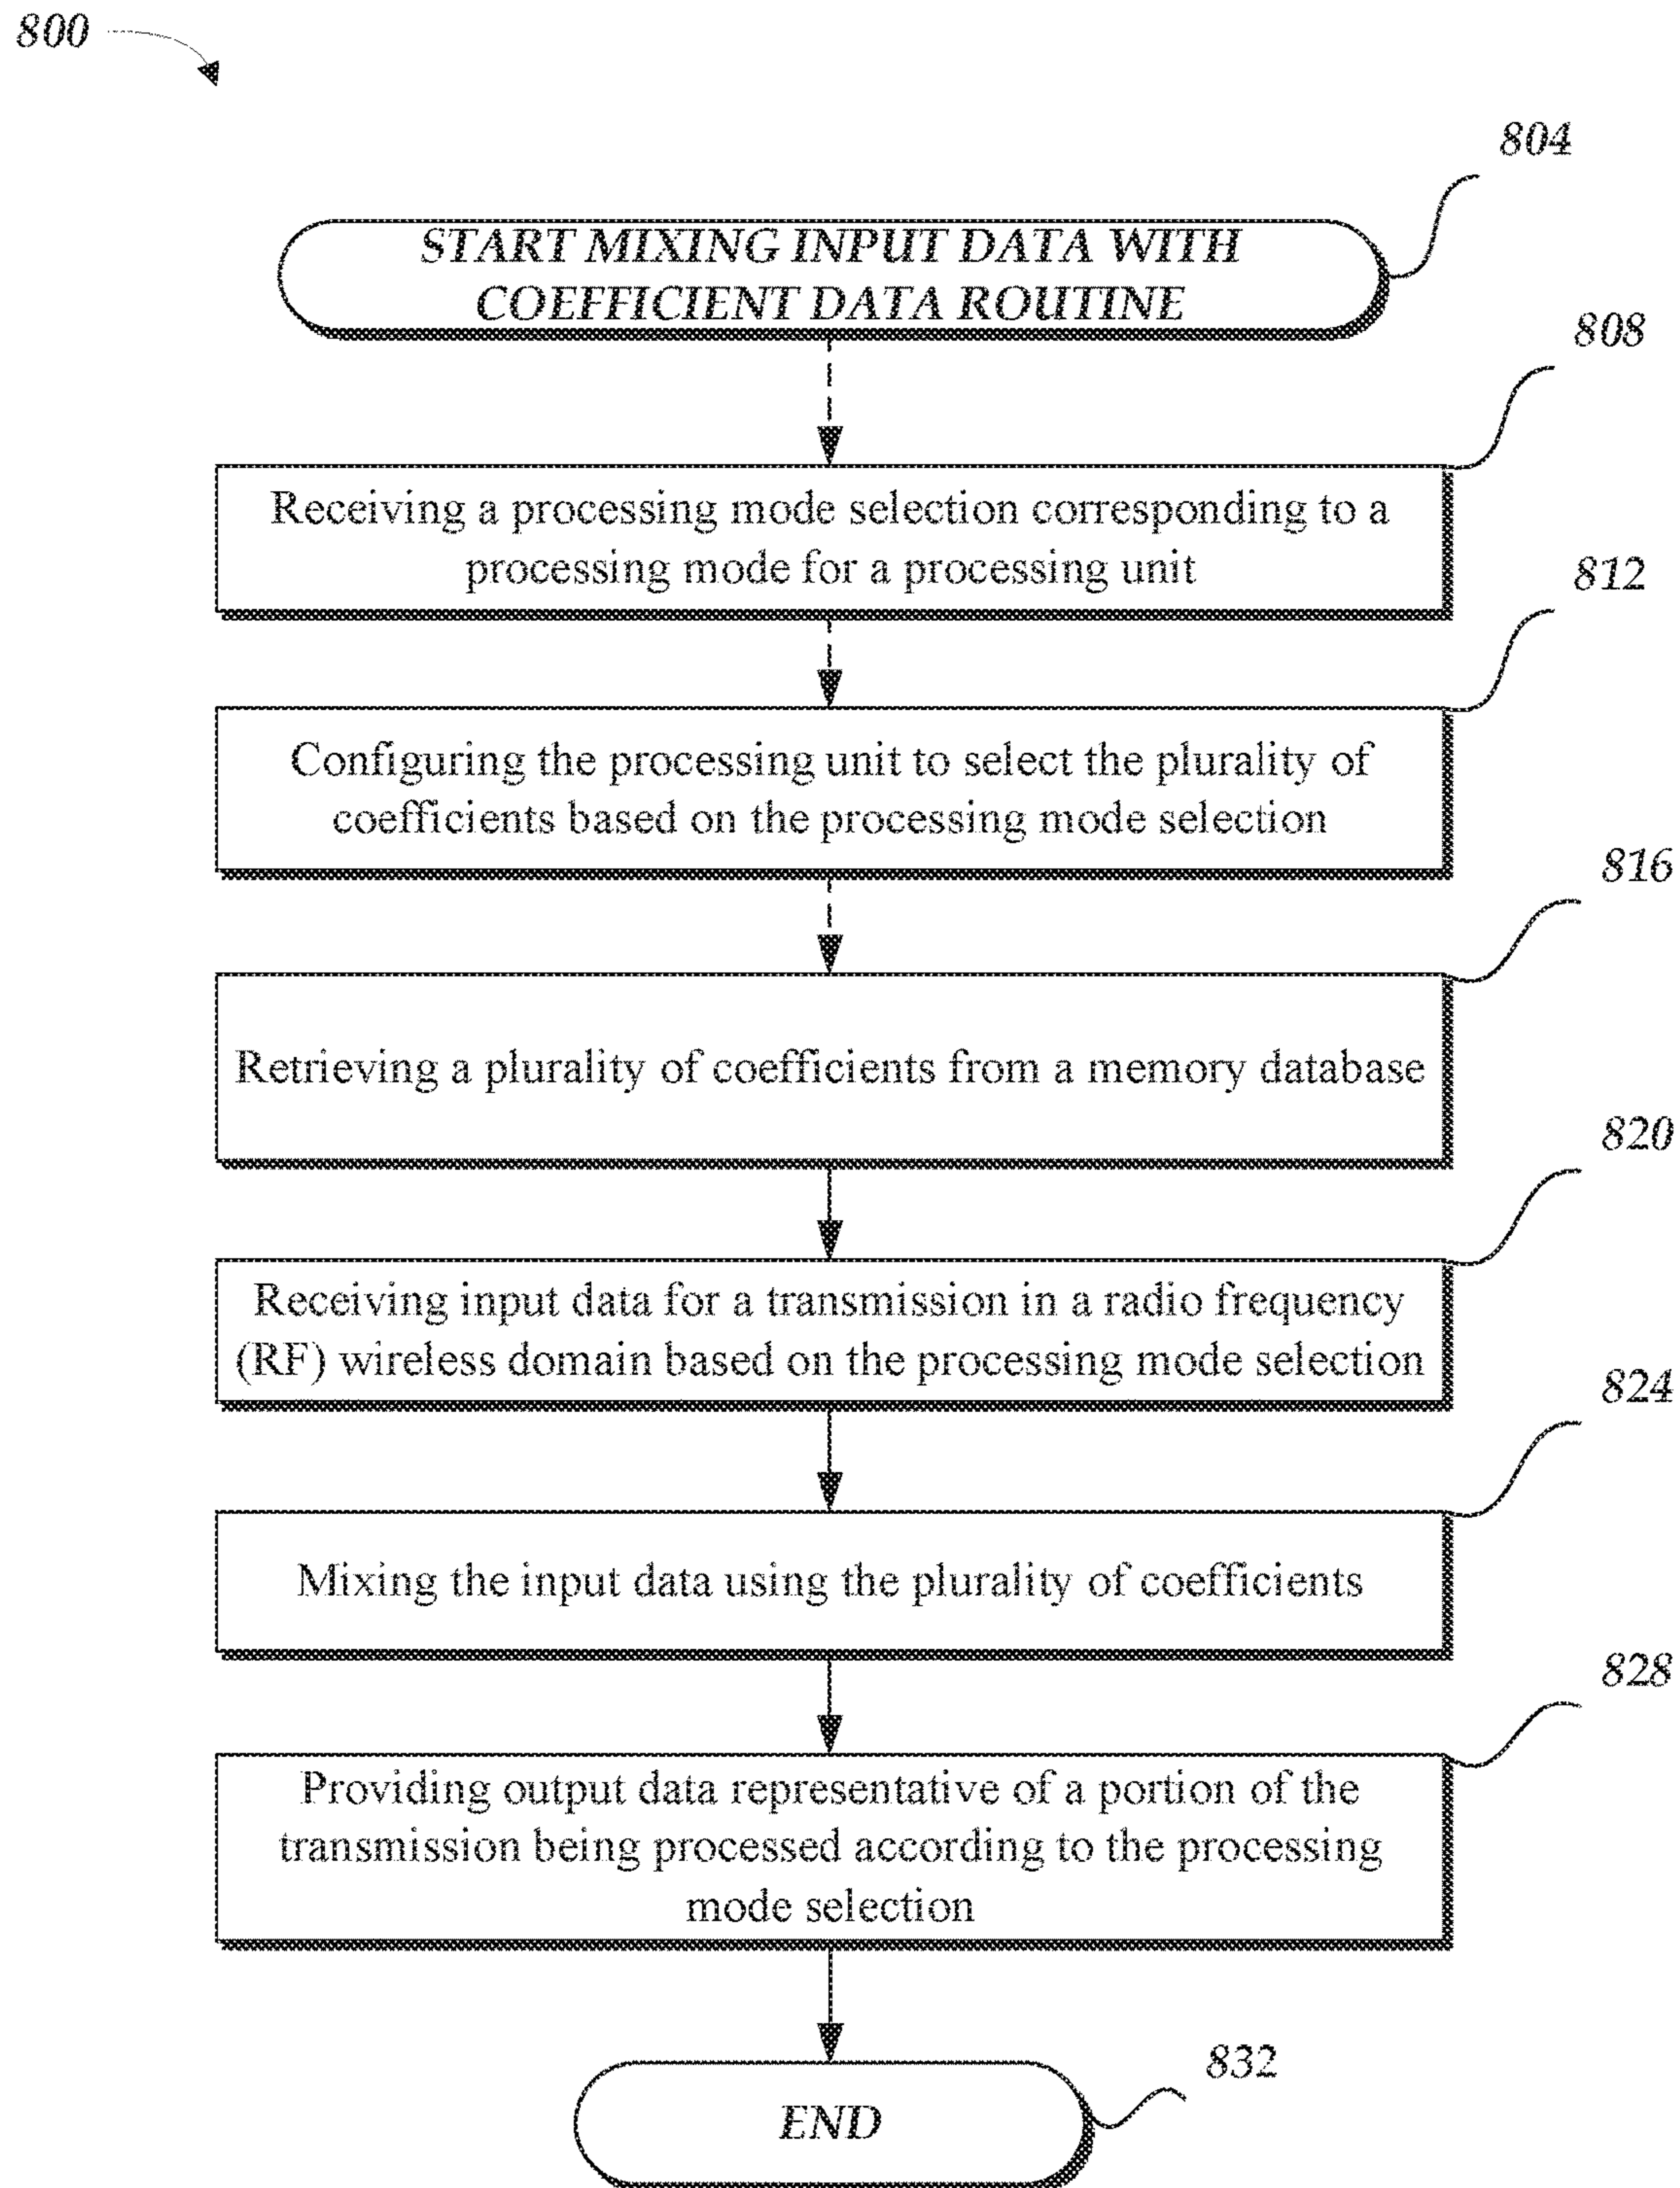 800
804
START MIXING INPUT DATA WITH
COEFFICIENT DATA ROUTINE
808
Receiving a processing mode selection corresponding to a
processing mode for a processing unit
812
Configuring the processing unit to select the plurality of
coefficients based on the processing mode selection
816
Retrieving a plurality of coefficients from a memory database
820
Receiving input data for a transmission in a radio frequency
(RF) wireless domain based on the processing mode selection
824
Mixing the input data using the plurality of coefficients
828
Providing output data representative of a portion of the
transmission being processed according to the processing
mode selection
832
END